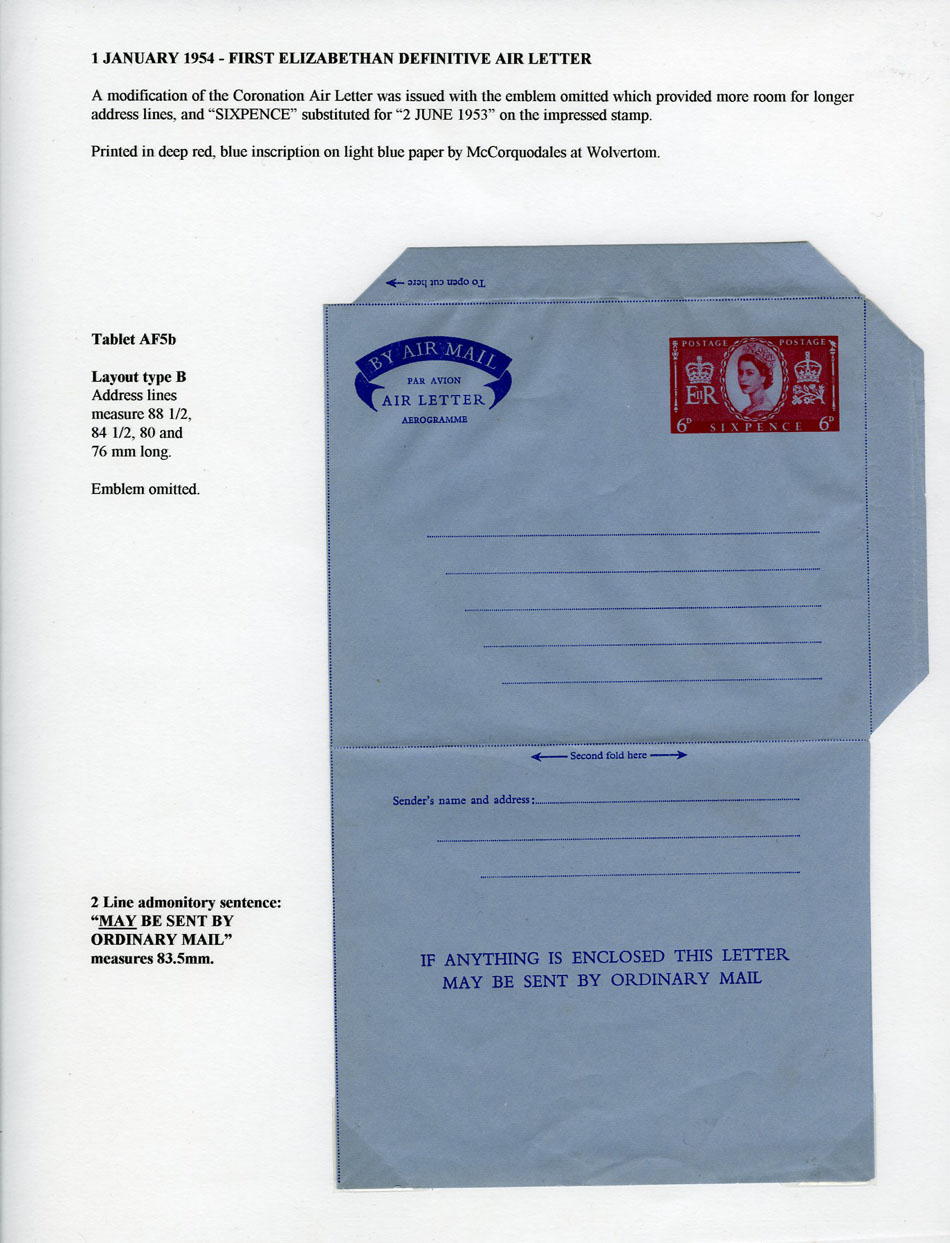 1 JANUARY 1954 - FIRST ELIZABETHAN DEFINITIVE AIR LETTER
A modification of the Coronation Air Letter was issued with the emblem omitted which provided more room for longer
address lines, and “SIXPENCE” substituted for “2 JUNE 1953” on the impressed stamp.
Printed in deep red, blue inscription on light blue paper by McCorquodales at Wolvertom.
To open cut here
Tablet AF5b
Layout type B
Address lines
measure 88 1/2,
84 1/2, 80 and
76 mm long.
Emblem omitted.
BY AIR MAIL
PAR AVION
AIR LETTER
AEROGRAMME
POSTAGE POSTAGE
EIIR
6D SIXPENCE 6D
Second fold here
Sender's name and address:
2 Line admonitory sentence:
“MAY BE SENT BY
ORDINARY MAIL”
measures 83.5mm.
IF ANYTHING IS ENCLOSED THIS LETTER
MAY BE SENT BY ORDINARY MAIL